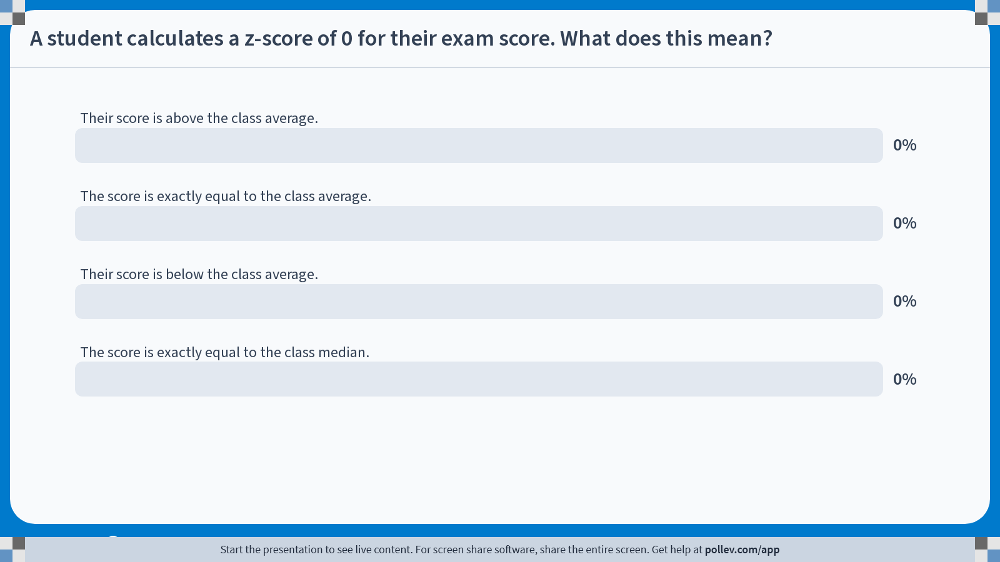 A student calculates a z-score of 0 for their exam score. What does this mean?
Their score is above the class average.
0%
The score is exactly equal to the class average.
0%
Their score is below the class average.
0%
The score is exactly equal to the class median.
0%
Start the presentation to see live content. For screen share software, share the entire screen. Get help at pollev.com/app